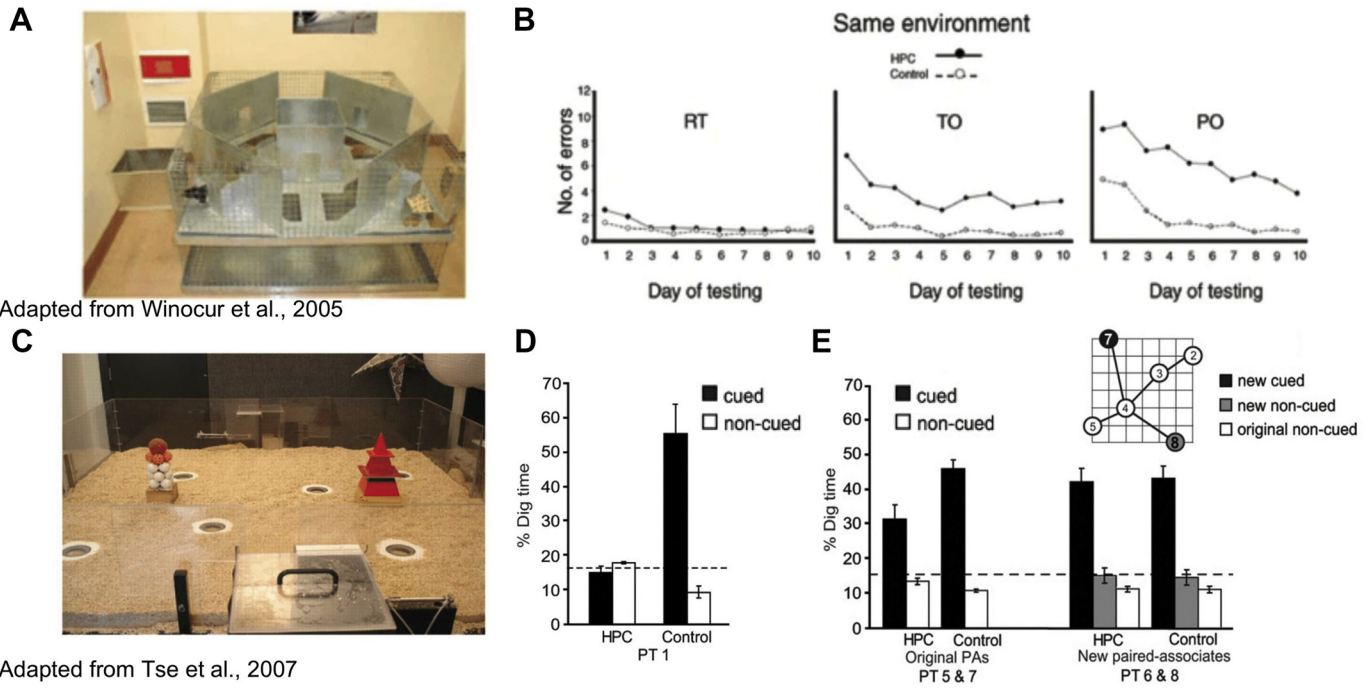 A
Adapted from Winocur et al., 2005
B
Same environment
HPC
Control
No. of errors
12
10
8
6
4
2
0
RT
1 2 3 4 5 6 7 8 9 10
Day of testing
TO
1 2 3 4 5 6 7 8 9 10
Day of testing
PO
1 2 3 4 5 6 7 8 9 10
Day of testing
C
Adapted from Tse et al., 2007
D
% Dig time
70
60
50
40
30
20
10
0
cued
non-cued
HPC Control
PT 1
E
% Dig time
70
60
50
40
30
20
10
0
cued
non-cued
7
2
3
4
5
8
new cued
new non-cued
original non-cued
HPC Control
Original PAs
PT 5 & 7
HPC Control
New paired-associates
PT 6 & 8